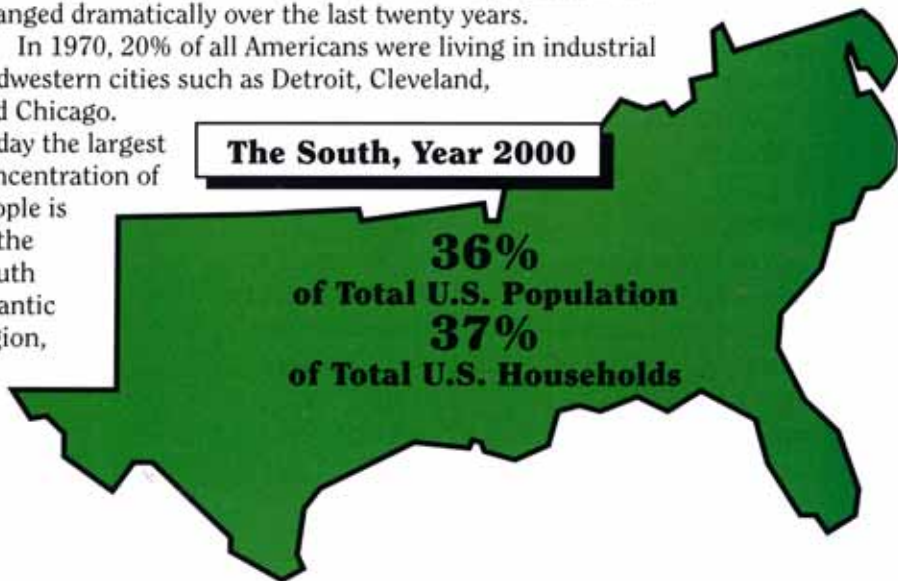 anged dramatically over the last twenty years.
In 1970, 20% of all Americans were living in industrial
dwestern cities such as Detroit, Cleveland,
d Chicago.
day the largest
ncentration of
ople is
the
uth
antic
gion,
The South, Year 2000
36%
of Total U.S. Population
37%
of Total U.S. Households